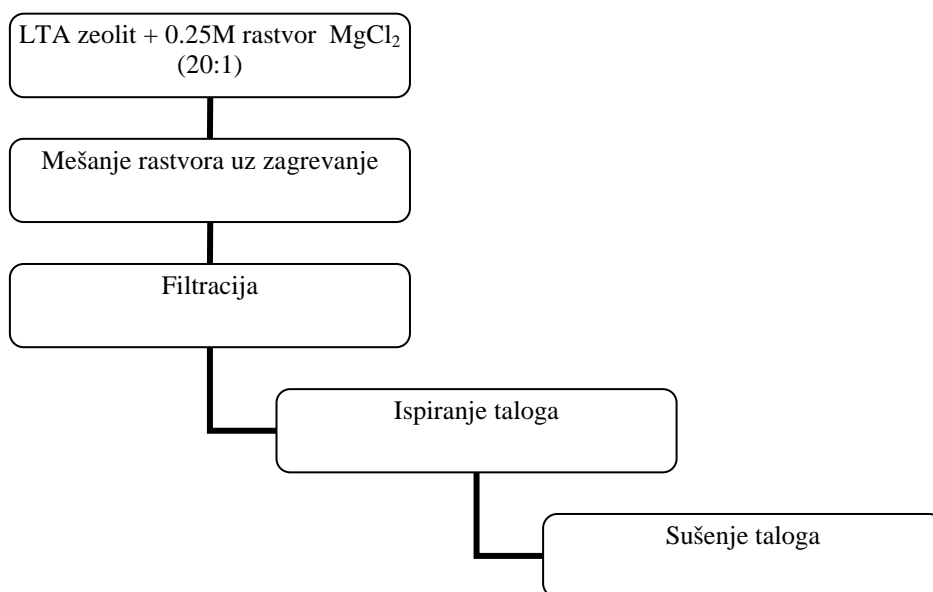 LTA zeolit + 0.25M rastvor MgCl₂
(20:1)
Mešanje rastvora uz zagrevanje
Filtracija
Ispiranje taloga
Sušenje taloga